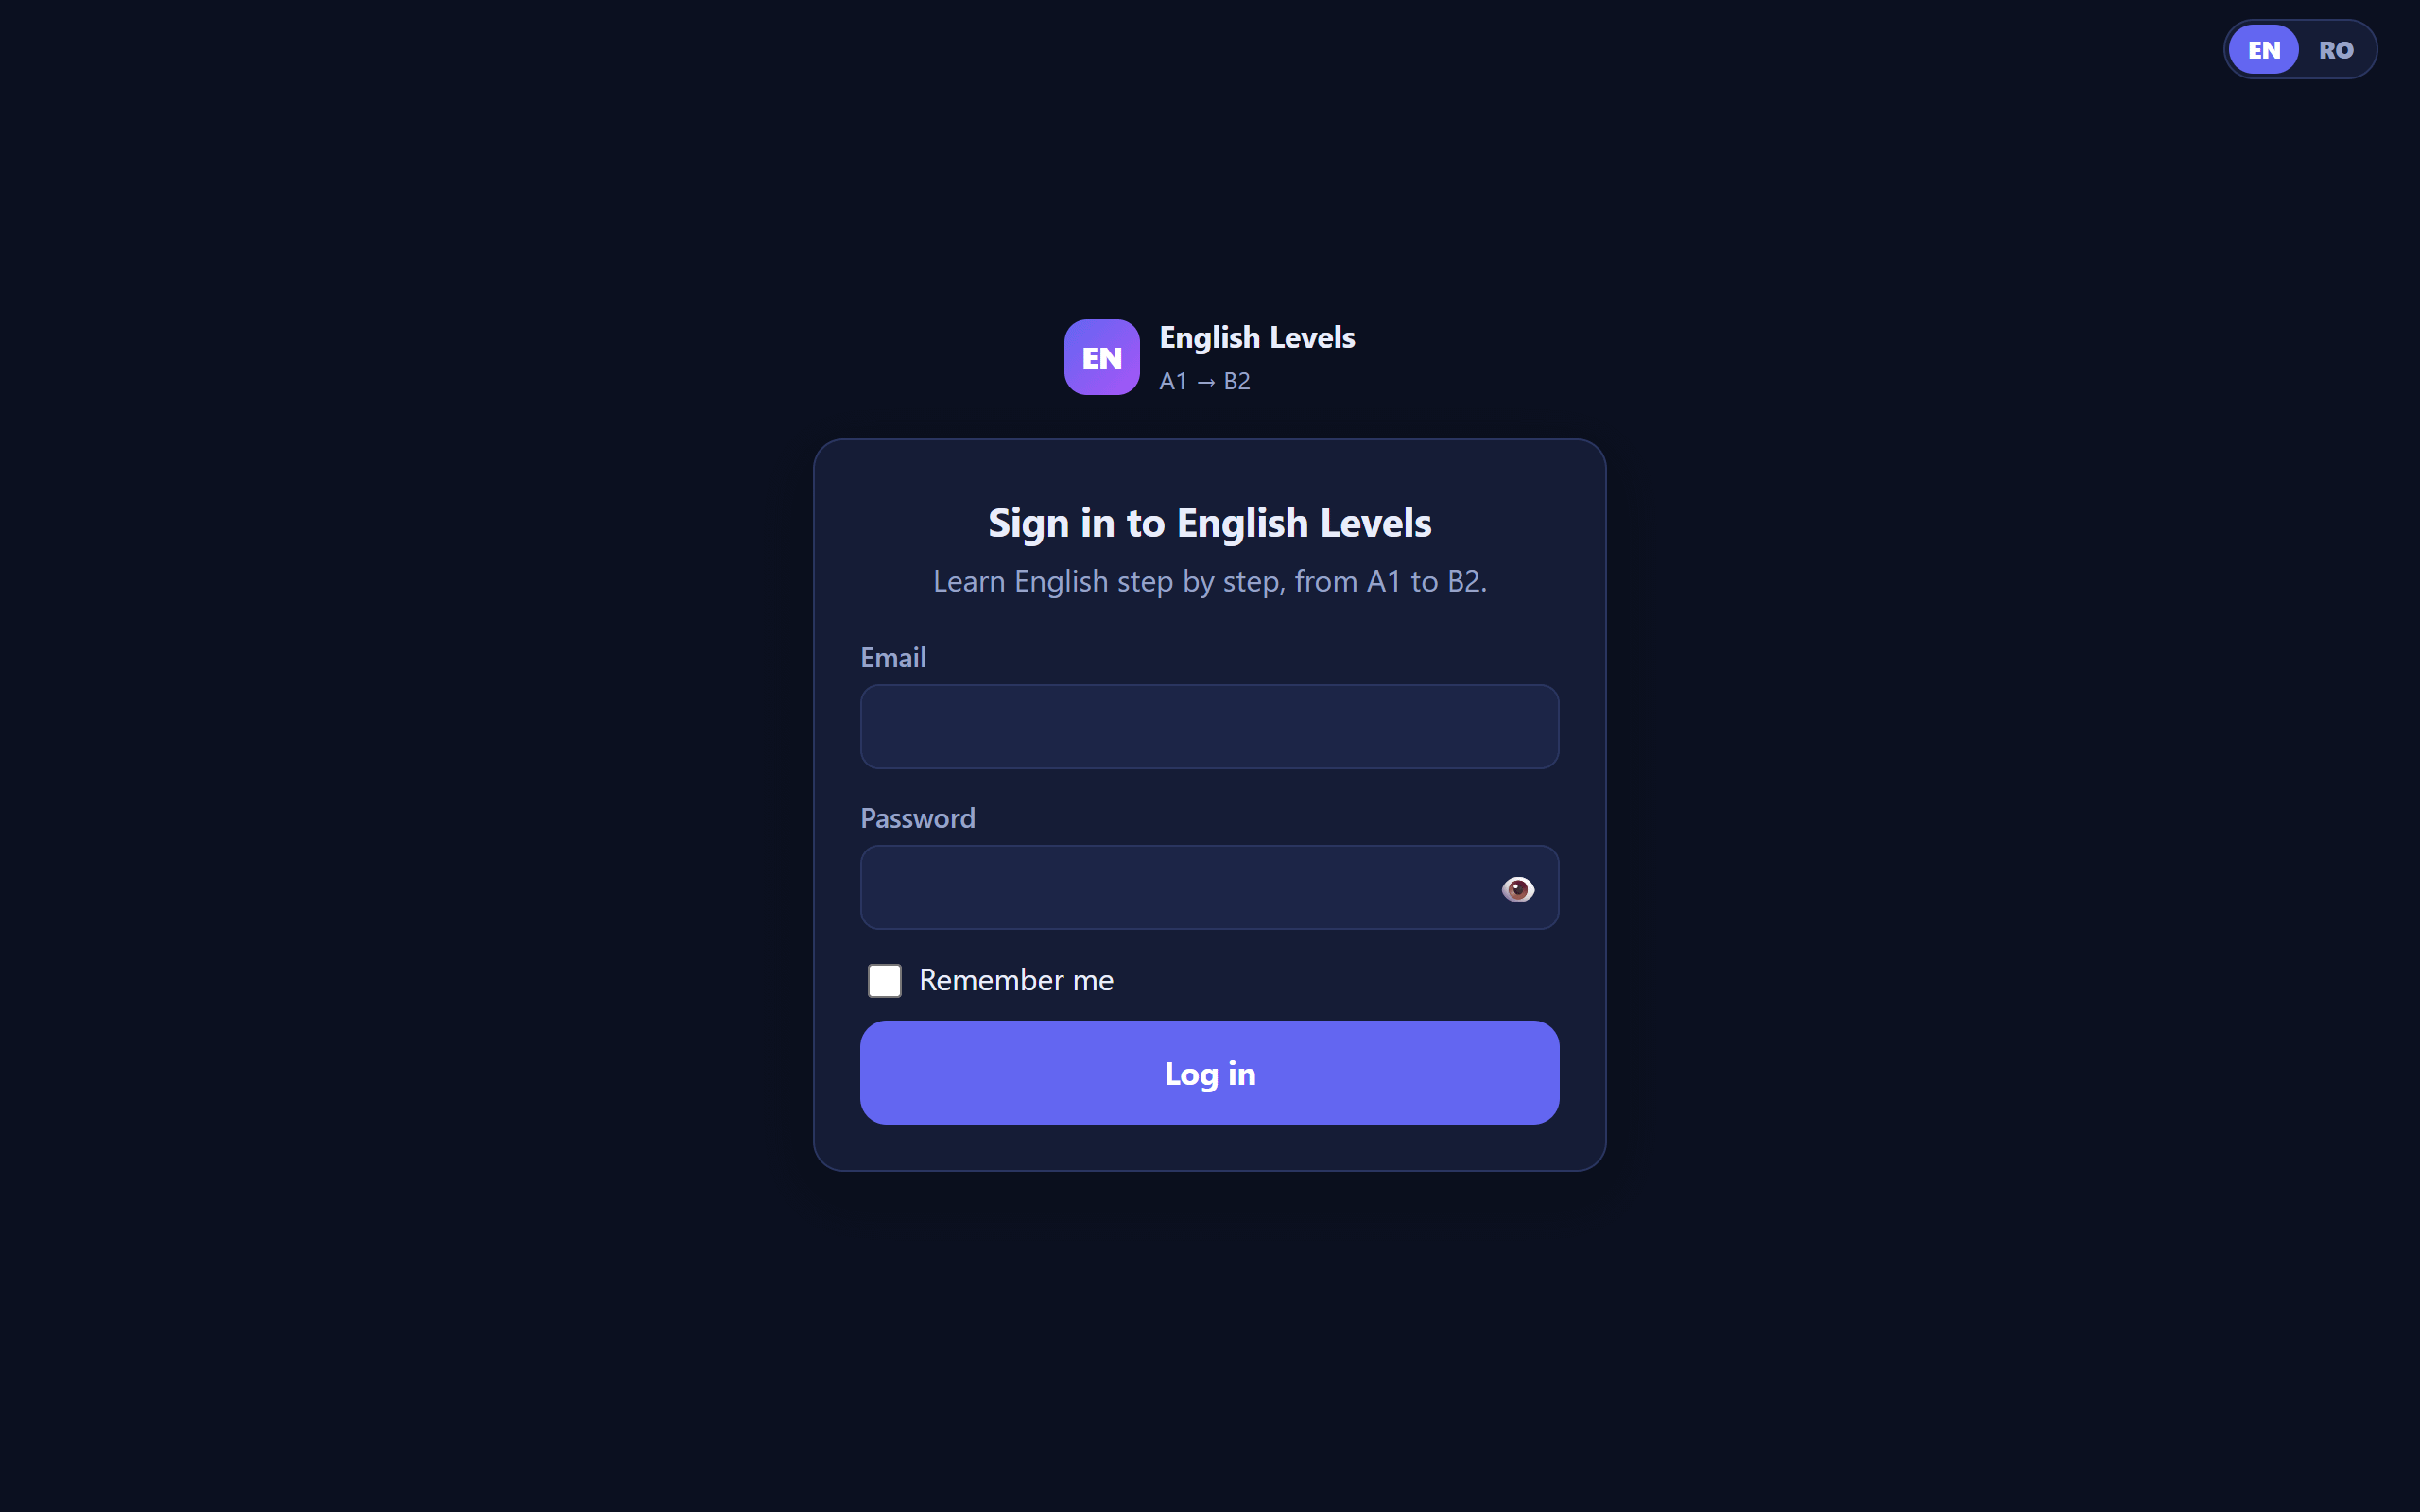 EN RO
EN
English Levels
A1 → B2
Sign in to English Levels
Learn English step by step, from A1 to B2.
Email
Password
Remember me
Log in